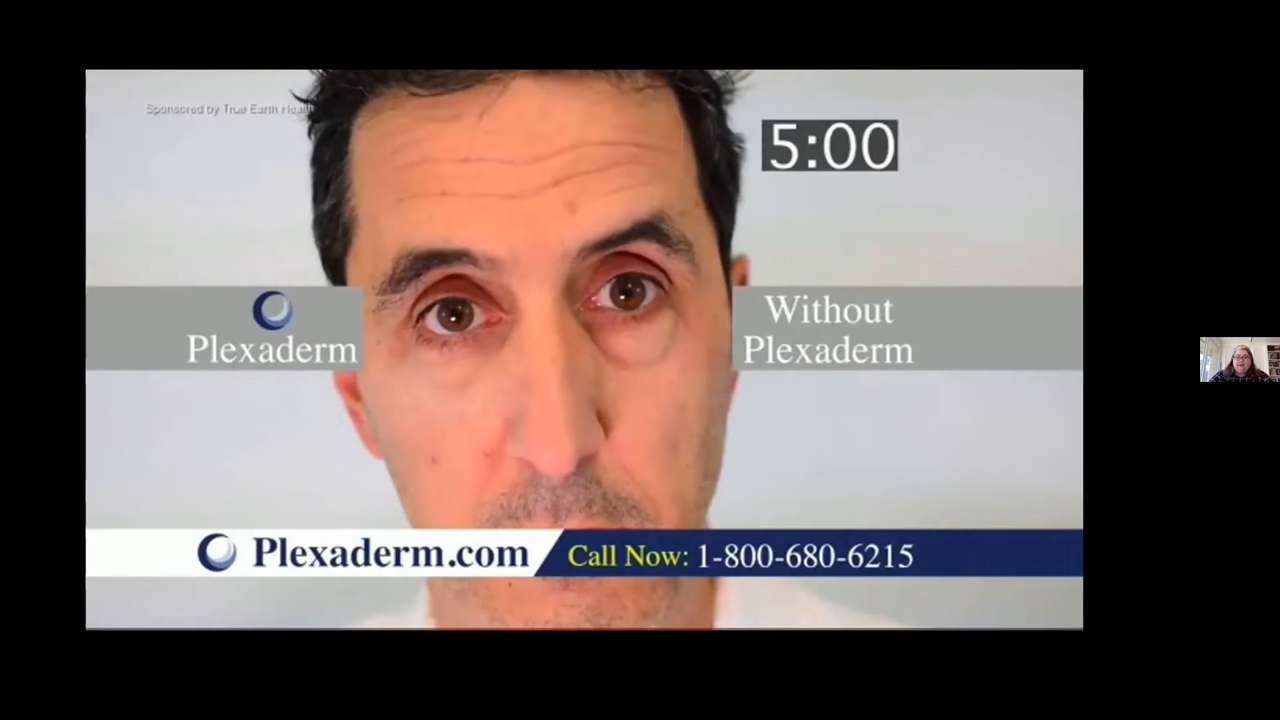 Sponsored by True Earth Health
5:00
Plexaderm
Without
Plexaderm
Plexaderm.com
Call Now: 1-800-680-6215